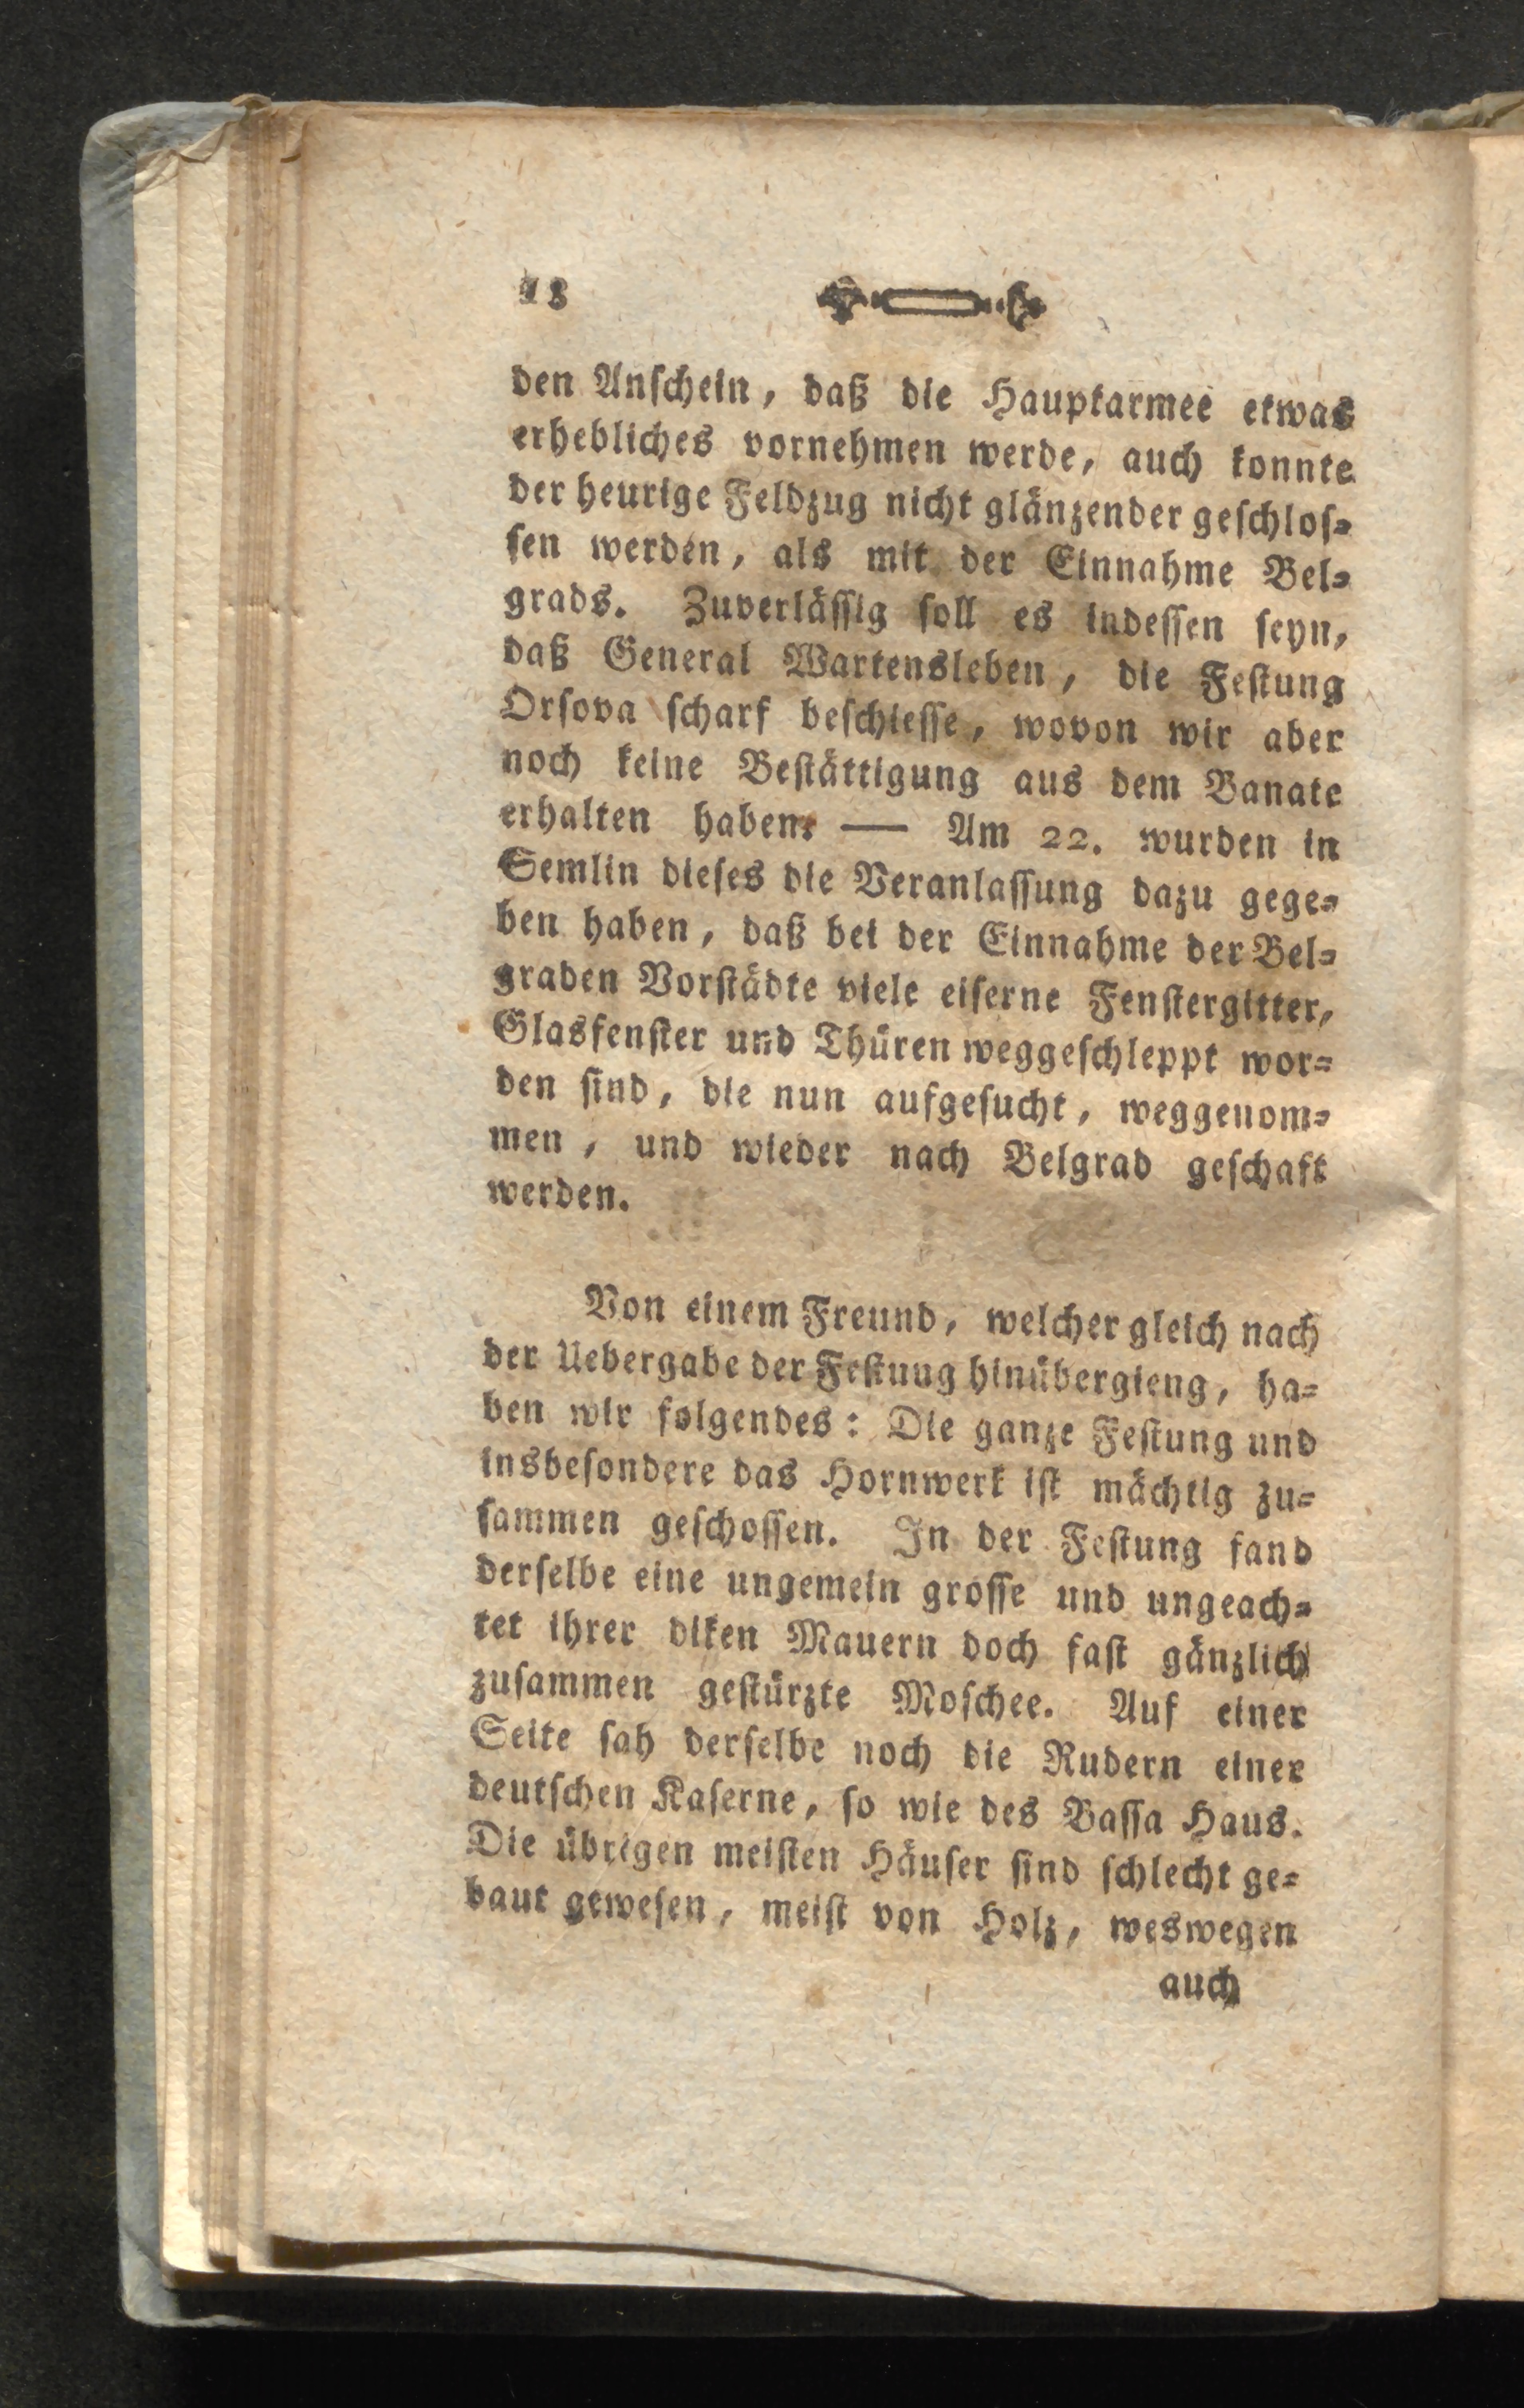 18
den Anschein, daß die Hauptarmee etwas
erhebliches vornehmen werde, auch konnte
der heurige Feldzug nicht glänzender geschlos=
sen werden, als mit der Einnahme Bel=
grads. Zuverlässig soll es indessen seyn,
daß General Wartensleben, die Festung
Orsova scharf beschiesse, wovon wir aber
noch keine Bestättigung aus dem Banate
erhalten haben. — Am 22. wurden in
Semlin dieses die Veranlassung dazu gege=
ben haben, daß bei der Einnahme der Bel=
graden Vorstädte viele eiserne Fenstergitter,
Glasfenster und Thüren weggeschleppt wor=
den sind, die nun aufgesucht, weggenom=
men, und wieder nach Belgrad geschaft
werden.
Von einem Freund, welcher gleich nach
der Uebergabe der Festung hinübergieng, ha=
ben wir folgendes: Die ganze Festung und
insbesondere das Hornwerk ist mächtig zu=
sammen geschossen. In der Festung fand
derselbe eine ungemein grosse und ungeach=
tet ihrer diken Mauern doch fast gänzlich
zusammen gestürzte Moschee. Auf einer
Seite sah derselbe noch die Rudern einer
deutschen Kaserne, so wie des Bassa Haus.
Die übrigen meisten Häuser sind schlecht ge=
baut gewesen, meist von Holz, weswegen
auch